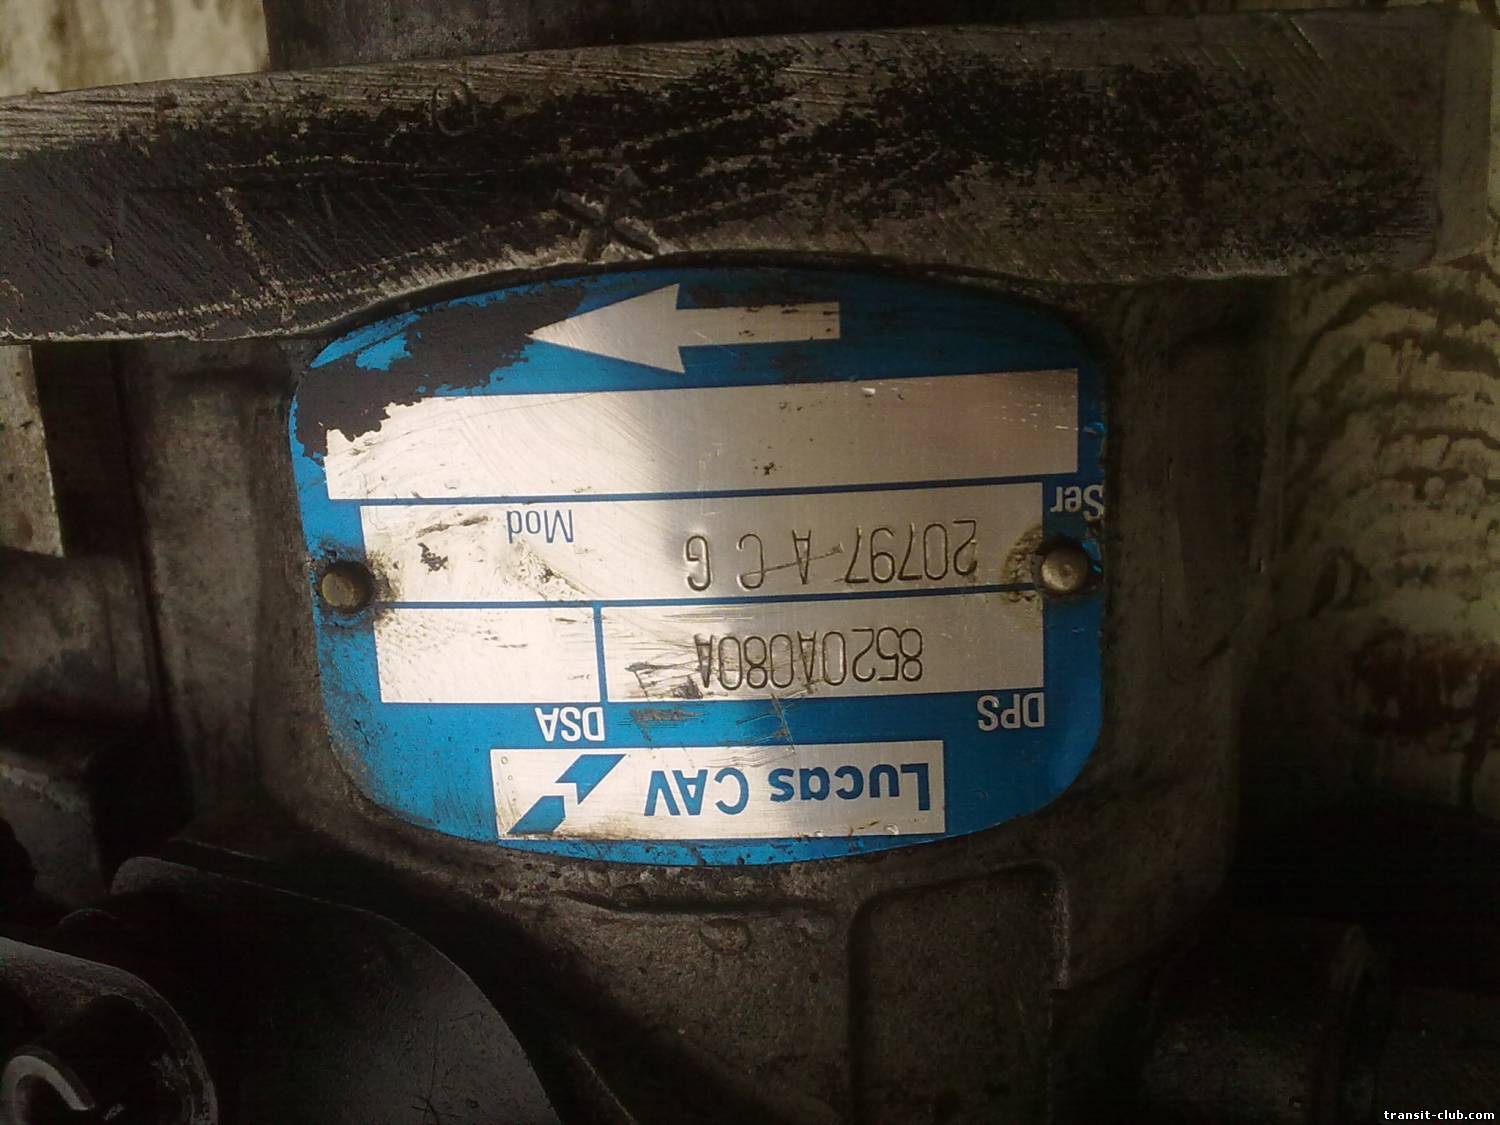 Lucas CAV
DPS DSA
8520A080A
20797 A C G Mod
Ser
transit-club.com